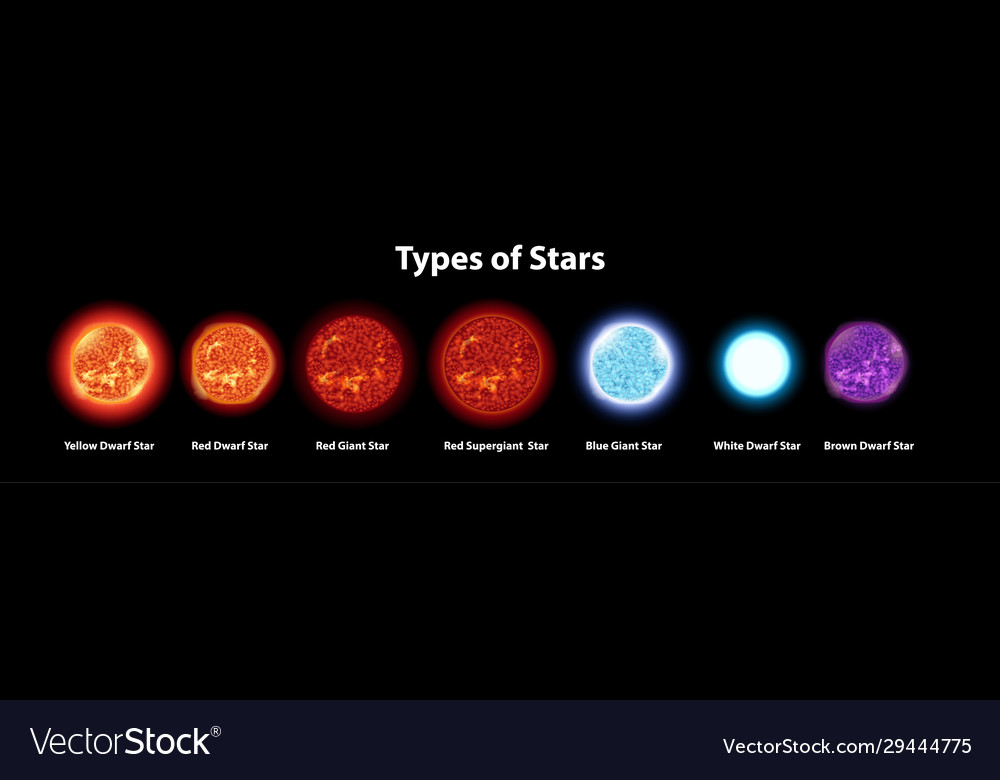 Types of Stars
Yellow Dwarf Star
Red Dwarf Star
Red Giant Star
Red Supergiant  Star
Blue Giant Star
White Dwarf Star
Brown Dwarf Star
VectorStock®
VectorStock.com/29444775